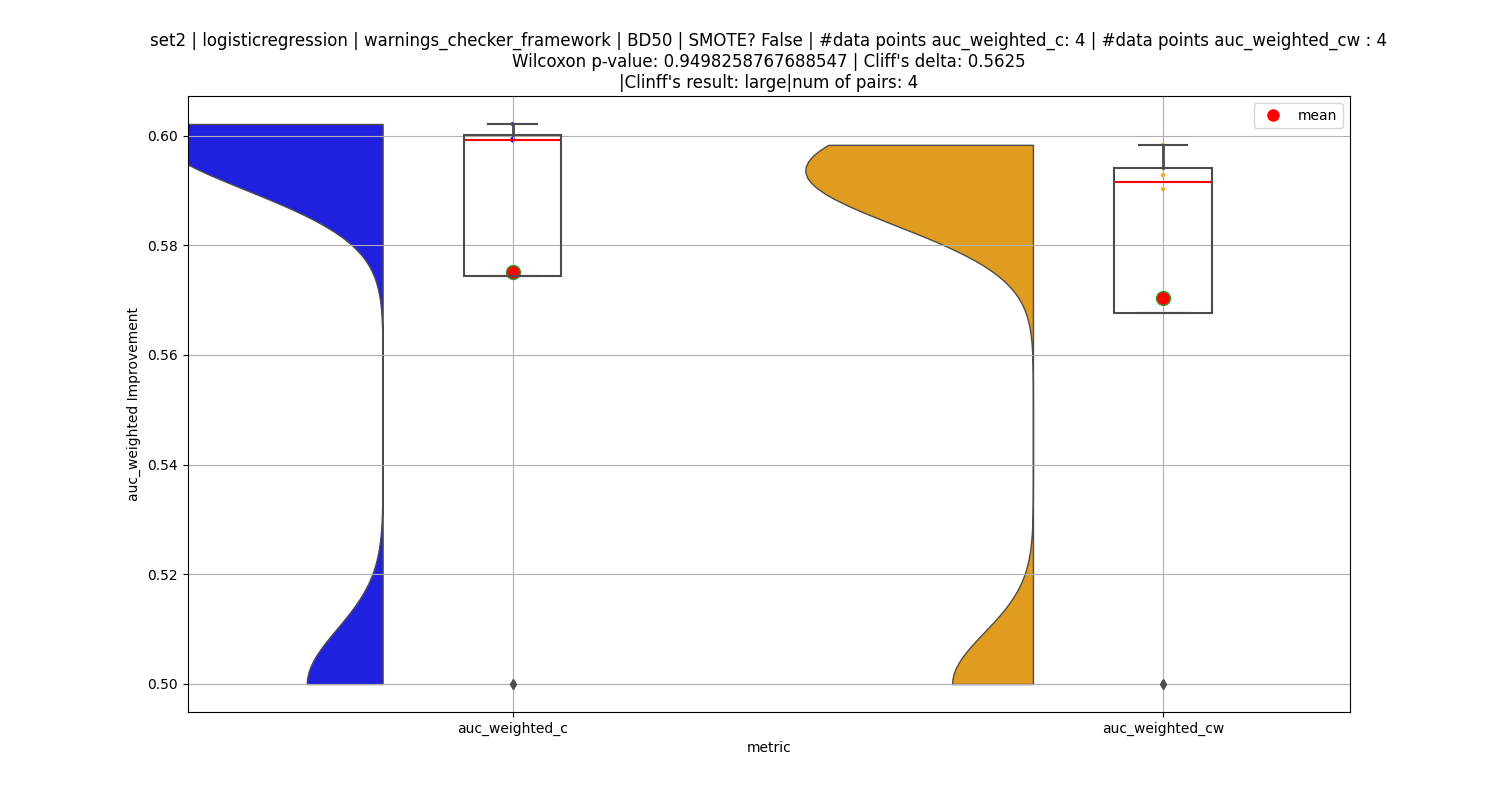 set2 | logisticregression | warnings_checker_framework | BD50 | SMOTE? False | #data points auc_weighted_c: 4 | #data points auc_weighted_cw : 4
Wilcoxon p-value: 0.9498258767688547 | Cliff's delta: 0.5625
|Clinff's result: large|num of pairs: 4
mean
0.60
0.58
0.56
0.54
0.52
0.50
auc_weighted Improvement
auc_weighted_c
auc_weighted_cw
metric